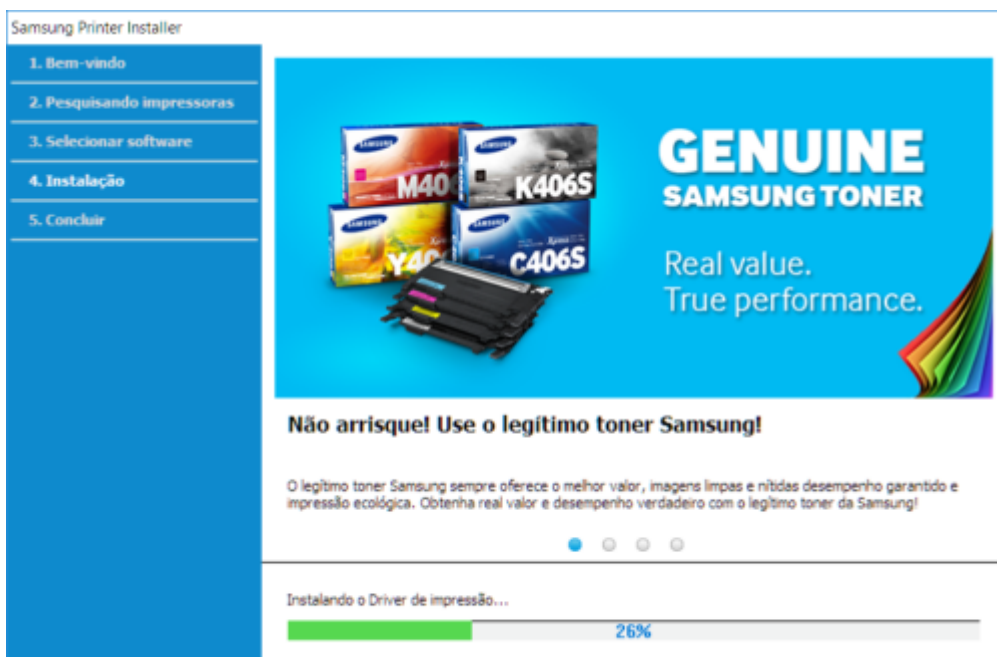 Samsung Printer Installer
1. Bem-vindo
2. Pesquisando impressoras
3. Selecionar software
4. Instalação
5. Concluir
SAMSUNG
SAMSUNG
M40
K406S
SAMSUNG
SAMSUNG
Y40
C406S
GENUINE
SAMSUNG TONER
Real value.
True performance.
Não arrisque! Use o legítimo toner Samsung!
O legítimo toner Samsung sempre oferece o melhor valor, imagens limpas e nítidas desempenho garantido e
impressão ecológica. Obtenha real valor e desempenho verdadeiro com o legítimo toner da Samsung!
Instalando o Driver de impressão...
26%